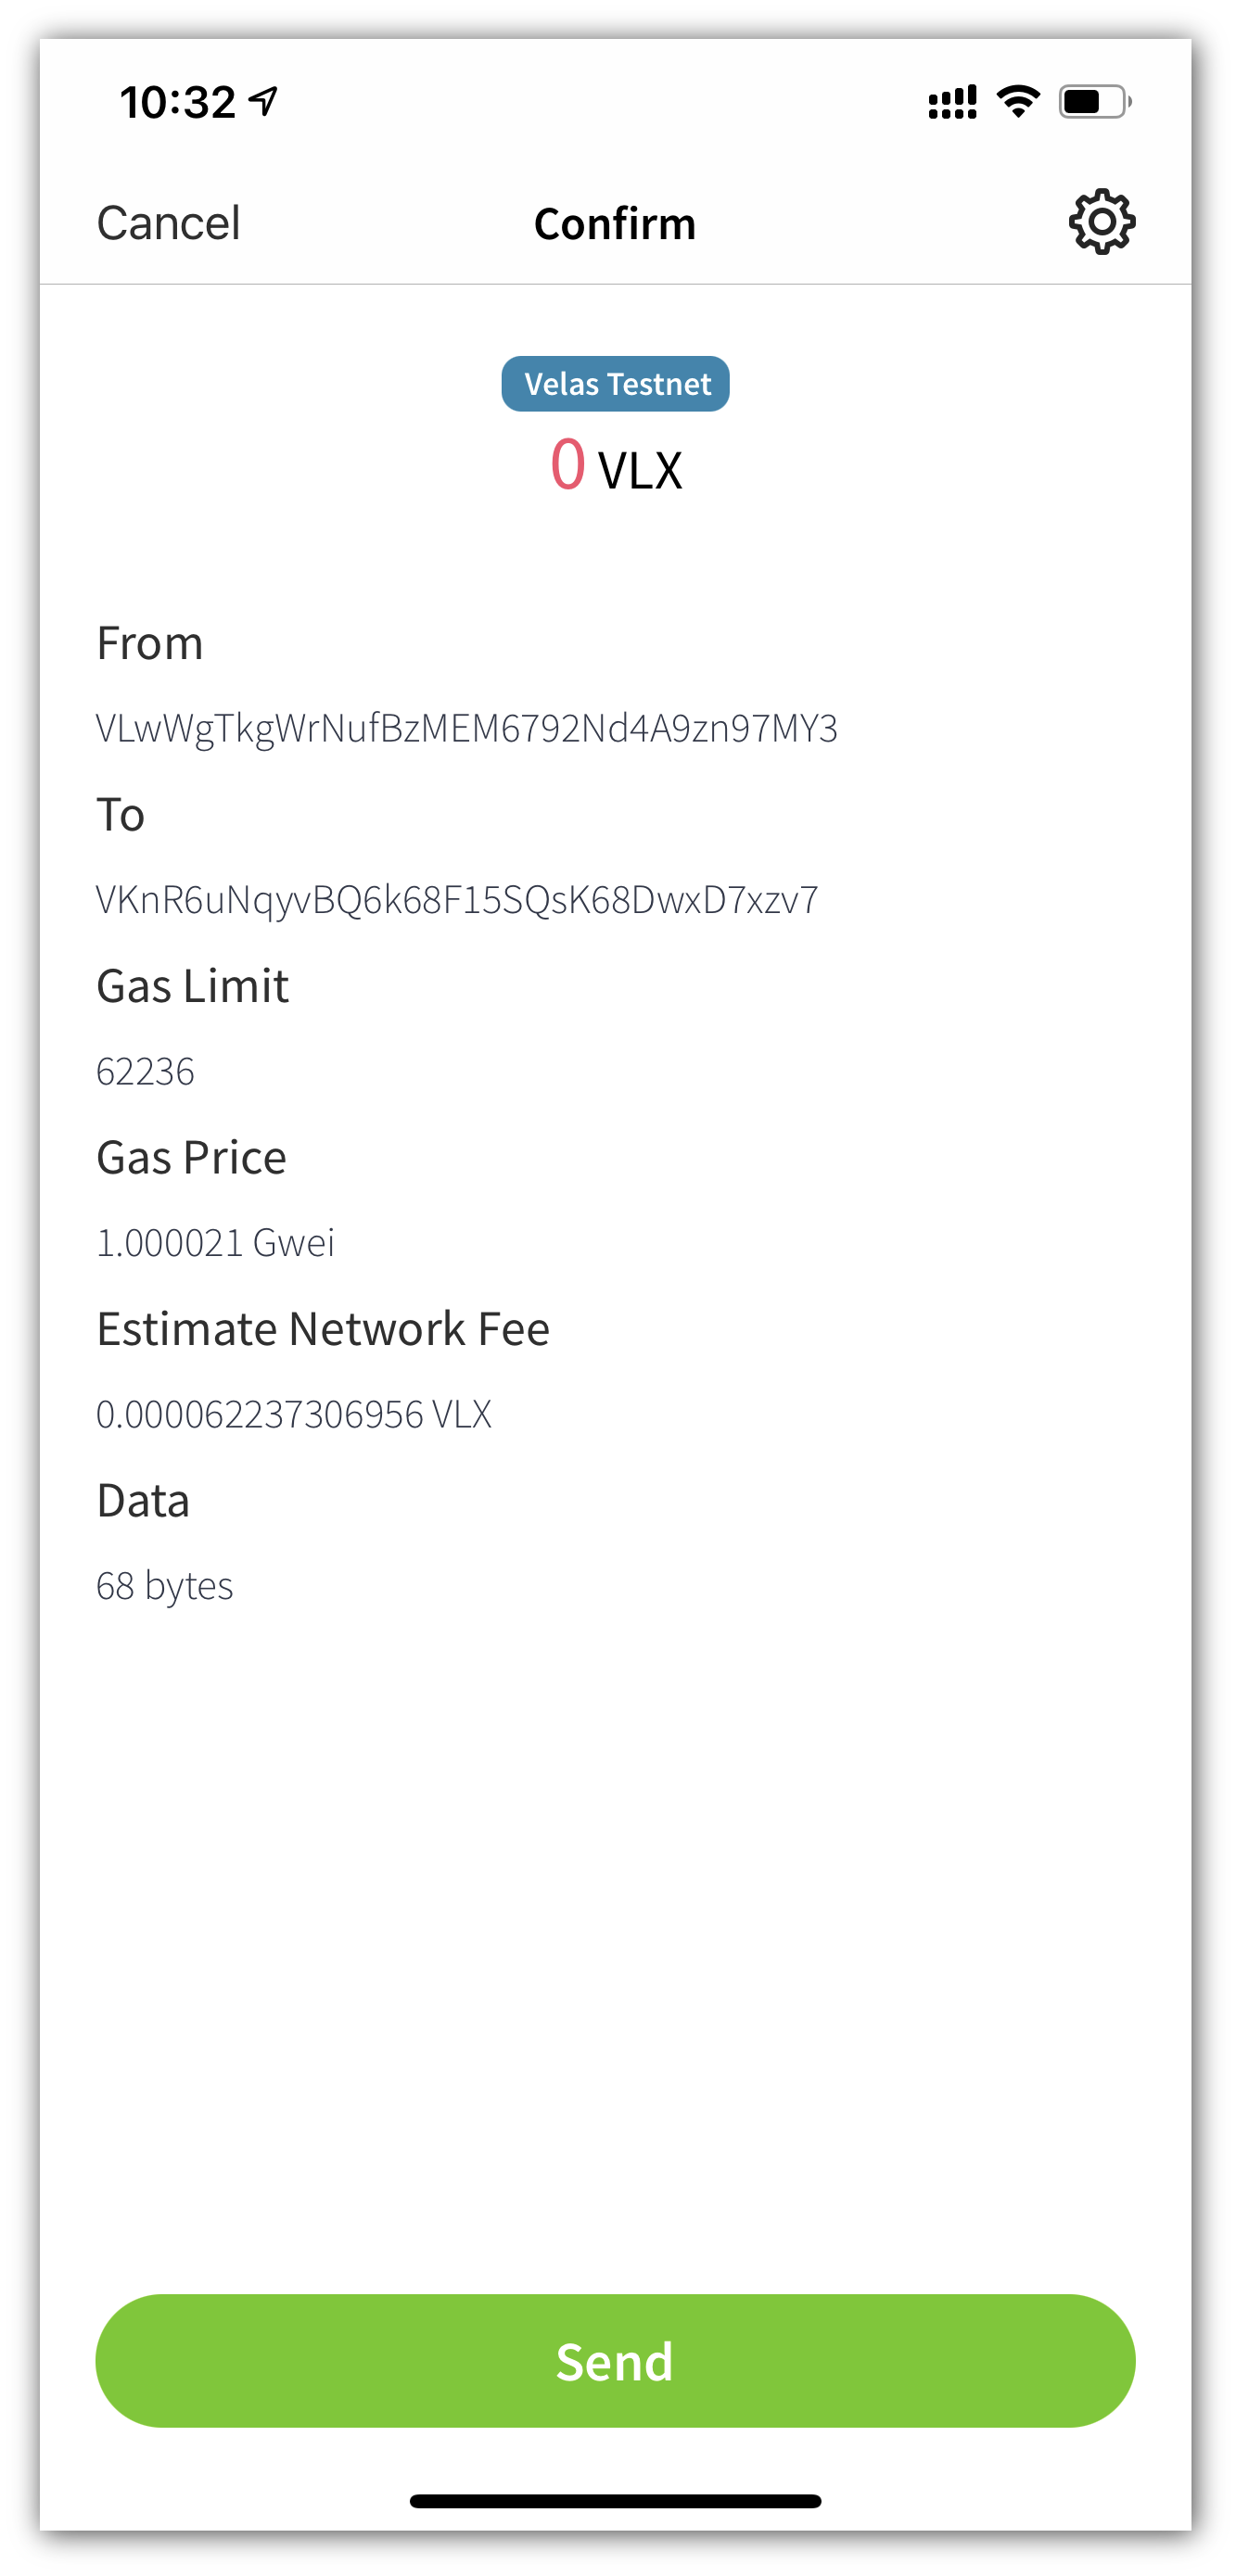 10:32
Cancel Confirm
Velas Testnet
0 VLX
From
VLwWgTkgWrNufBzMEM6792Nd4A9zn97MY3
To
VKnR6uNqyvBQ6k68F15SQsK68DwxD7xzv7
Gas Limit
62236
Gas Price
1.000021 Gwei
Estimate Network Fee
0.000062237306956 VLX
Data
68 bytes
Send